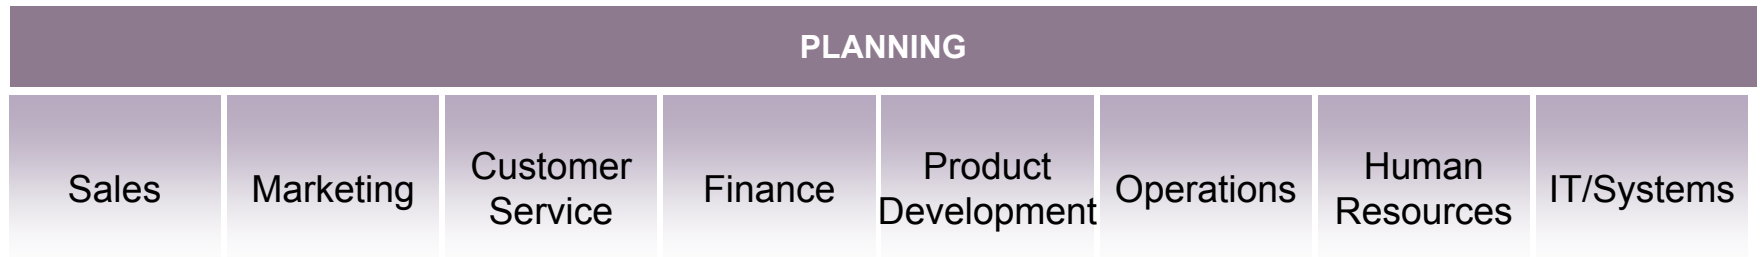 PLANNING
Sales
Marketing
Customer
Service
Finance
Product
Development
Operations
Human
Resources
IT/Systems